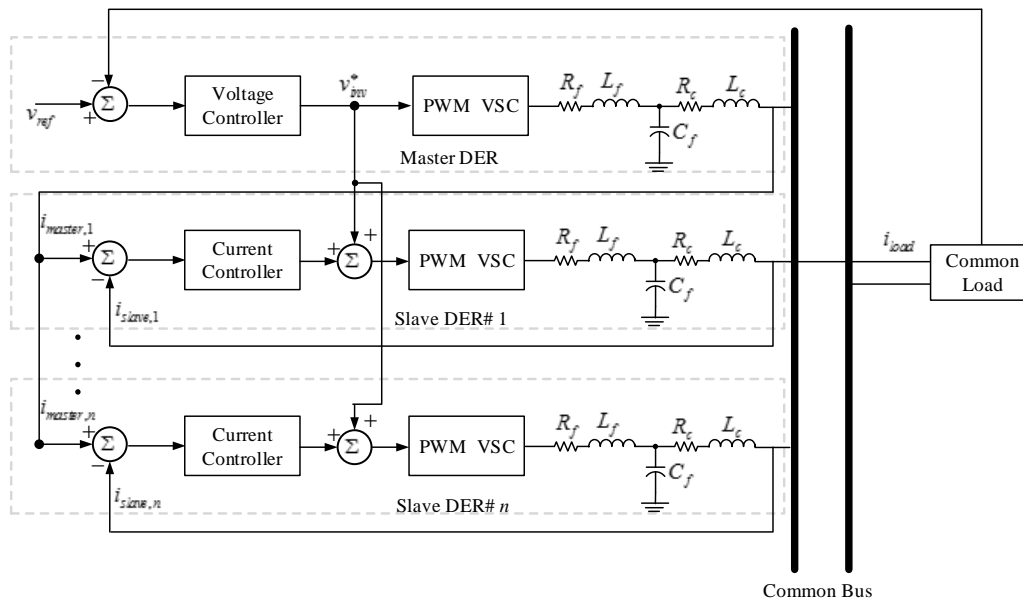 −
Σ
+
v_ref
Voltage
Controller
v*_inv
PWM VSC
R_f
L_f
R_c
L_c
C_f
Master DER
i_master,1
+
Σ
−
i_slave,1
Current
Controller
+
+
Σ
PWM VSC
R_f
L_f
R_c
L_c
C_f
Slave DER# 1
i_load
Common
Load
i_master,n
+
Σ
−
i_slave,n
Current
Controller
+
+
Σ
PWM VSC
R_f
L_f
R_c
L_c
C_f
Slave DER# n
Common Bus